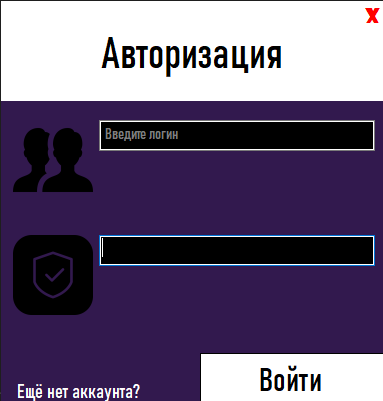 X
Авторизация
Введите логин
Ещё нет аккаунта?
Войти